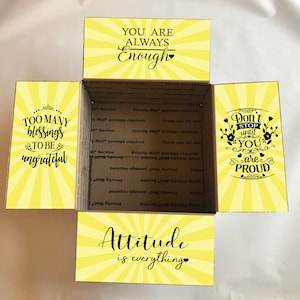 YOU ARE
ALWAYS
Enough
TOO MANY
blessings
TO BE
ungrateful
Don't
STOP
until
YOU
are
PROUD
Attitude
is everything